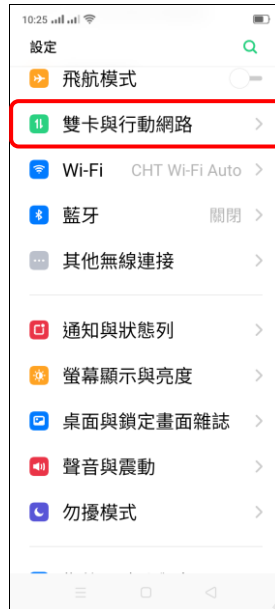 10:25
設定
飛航模式
雙卡與行動網路
Wi-Fi CHT Wi-Fi Auto
藍牙 關閉
其他無線連接
通知與狀態列
螢幕顯示與亮度
桌面與鎖定畫面雜誌
聲音與震動
勿擾模式